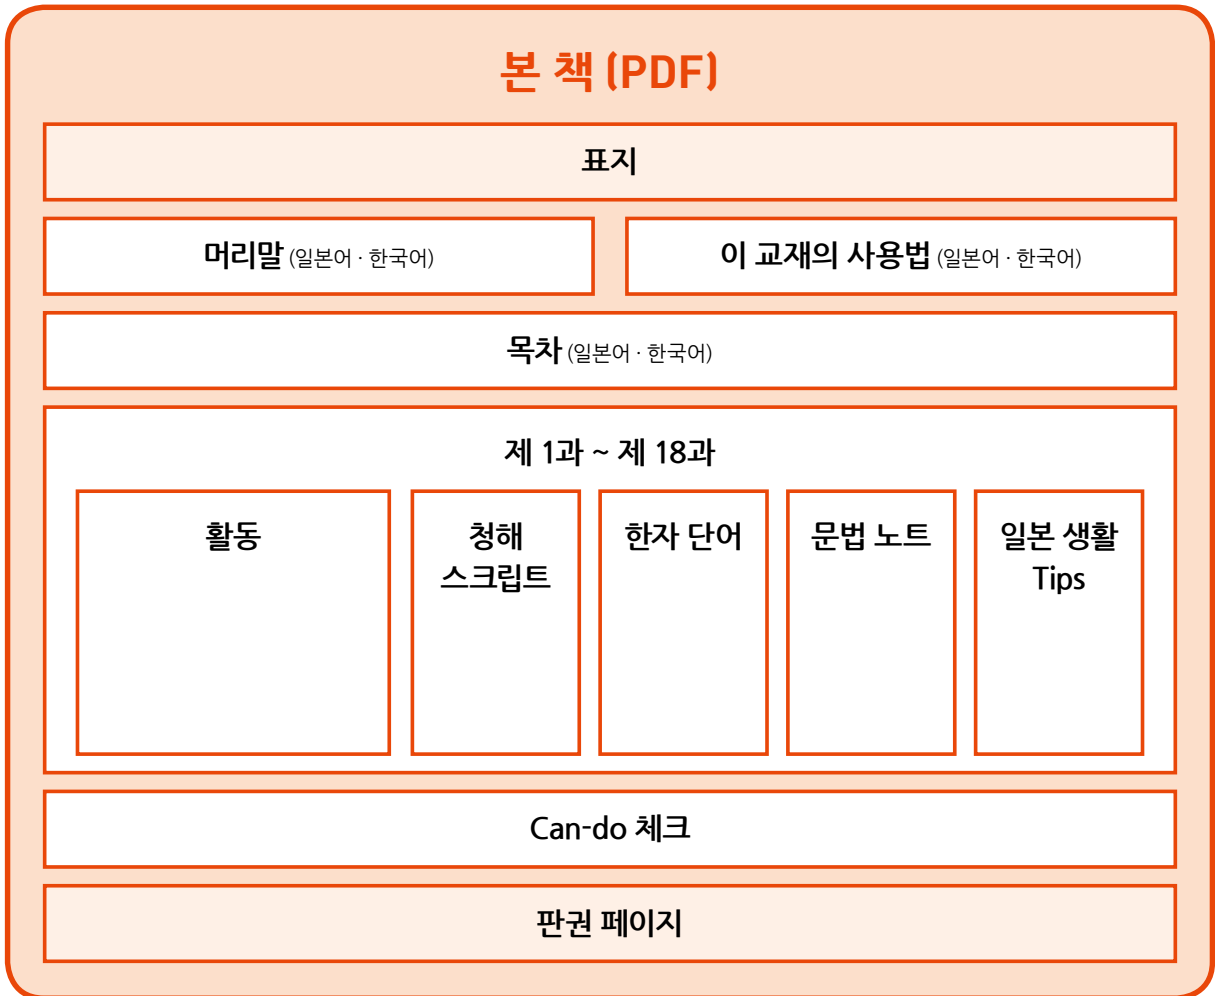 본 책 (PDF)
표지
머리말 (일본어 · 한국어)
이 교재의 사용법 (일본어 · 한국어)
목차 (일본어 · 한국어)
제 1과 ~ 제 18과
활동
청해
스크립트
한자 단어
문법 노트
일본 생활
Tips
Can-do 체크
판권 페이지